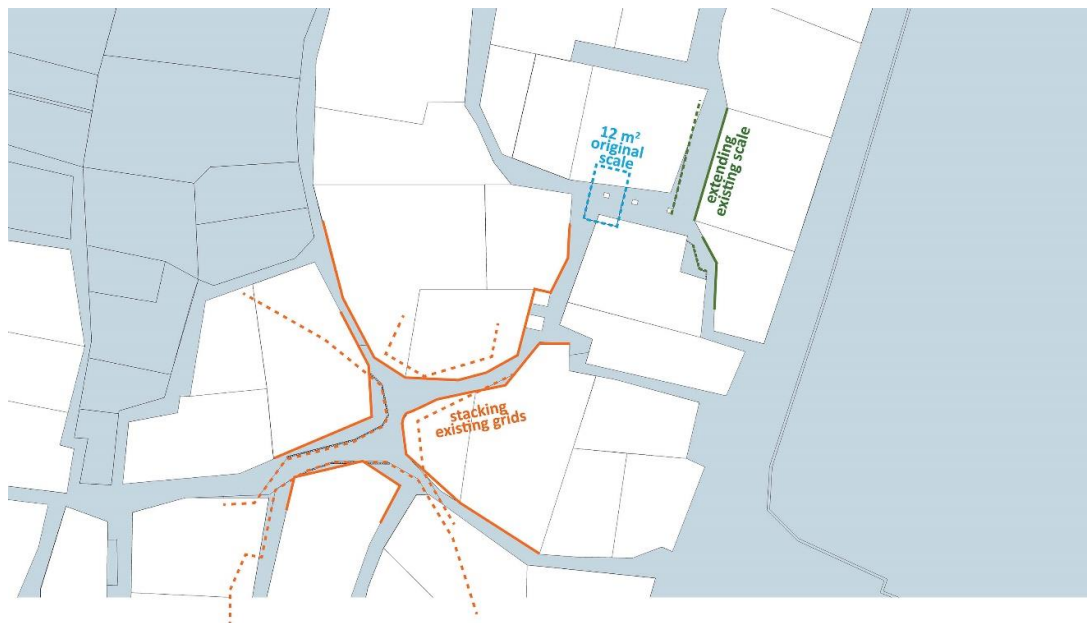 12 m²
original
scale
extending
existing scale
stacking
existing grids